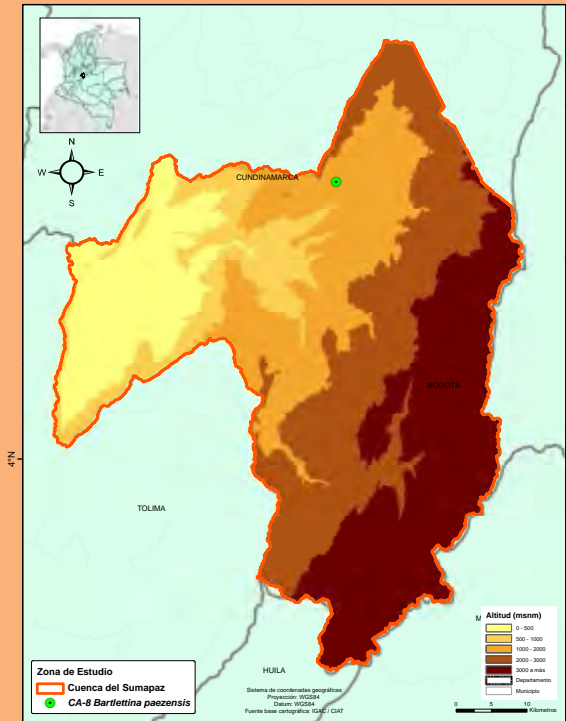 N
W
E
S
CUNDINAMARCA
BOGOTÁ
4°N
TOLIMA
HUILA
M
Altitud (msnm)
0 - 500
500 - 1000
1000 - 2000
2000 - 3000
3000 a más
Departamento
Municipio
Zona de Estudio
Cuenca del Sumapaz
CA-8 Bartlettina paezensis
Sistema de coordenadas geográficas
Proyección: WGS84
Datum: WGS84
Fuente base cartográfica: IGAC / CIAT
0 5 10
Kilometros